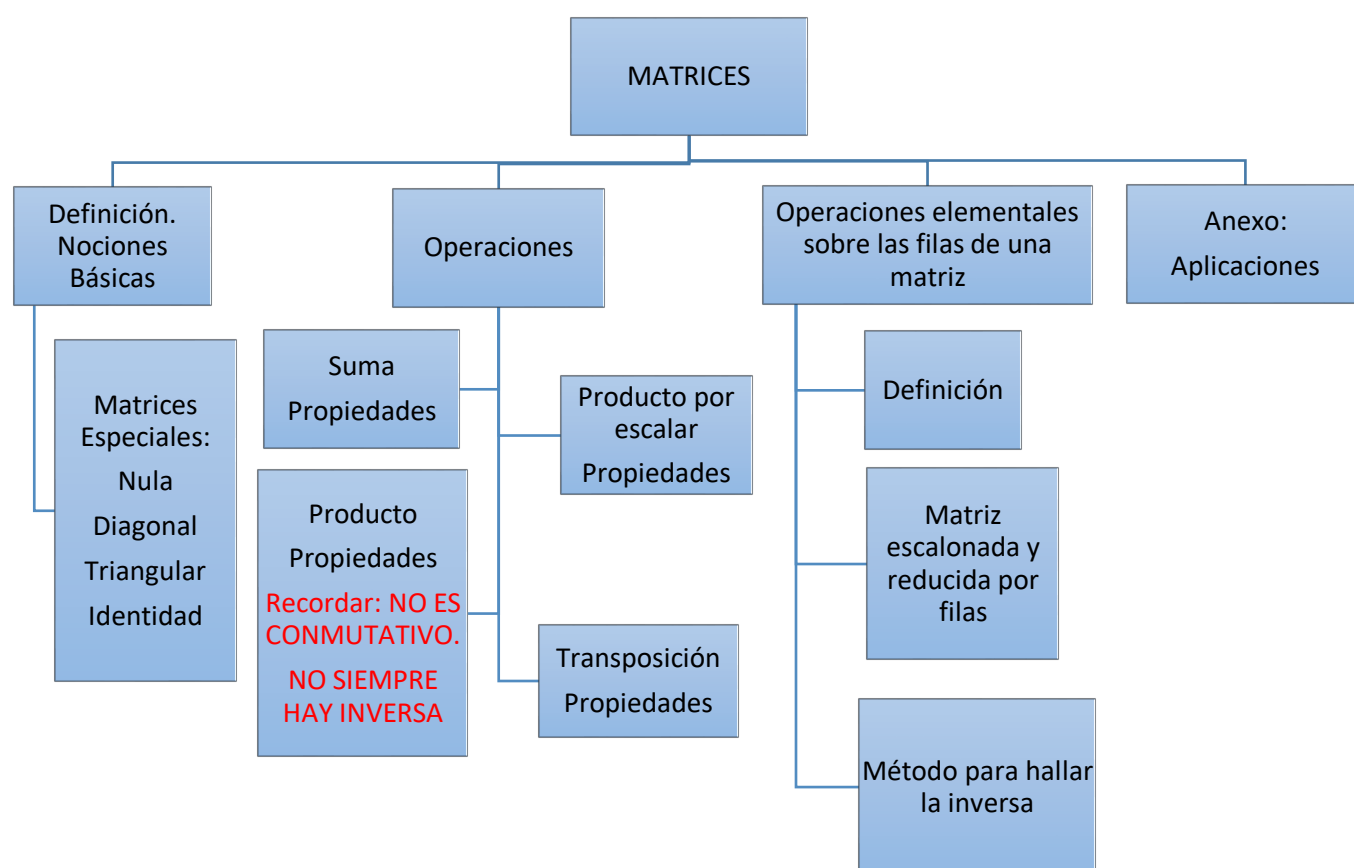 MATRICES
Definición.
Nociones
Básicas
Operaciones
Operaciones elementales
sobre las filas de una
matriz
Anexo:
Aplicaciones
Matrices
Especiales:
Nula
Diagonal
Triangular
Identidad
Suma
Propiedades
Producto por
escalar
Propiedades
Producto
Propiedades
Recordar: NO ES
CONMUTATIVO.
NO SIEMPRE
HAY INVERSA
Transposición
Propiedades
Definición
Matriz
escalonada y
reducida por
filas
Método para hallar
la inversa